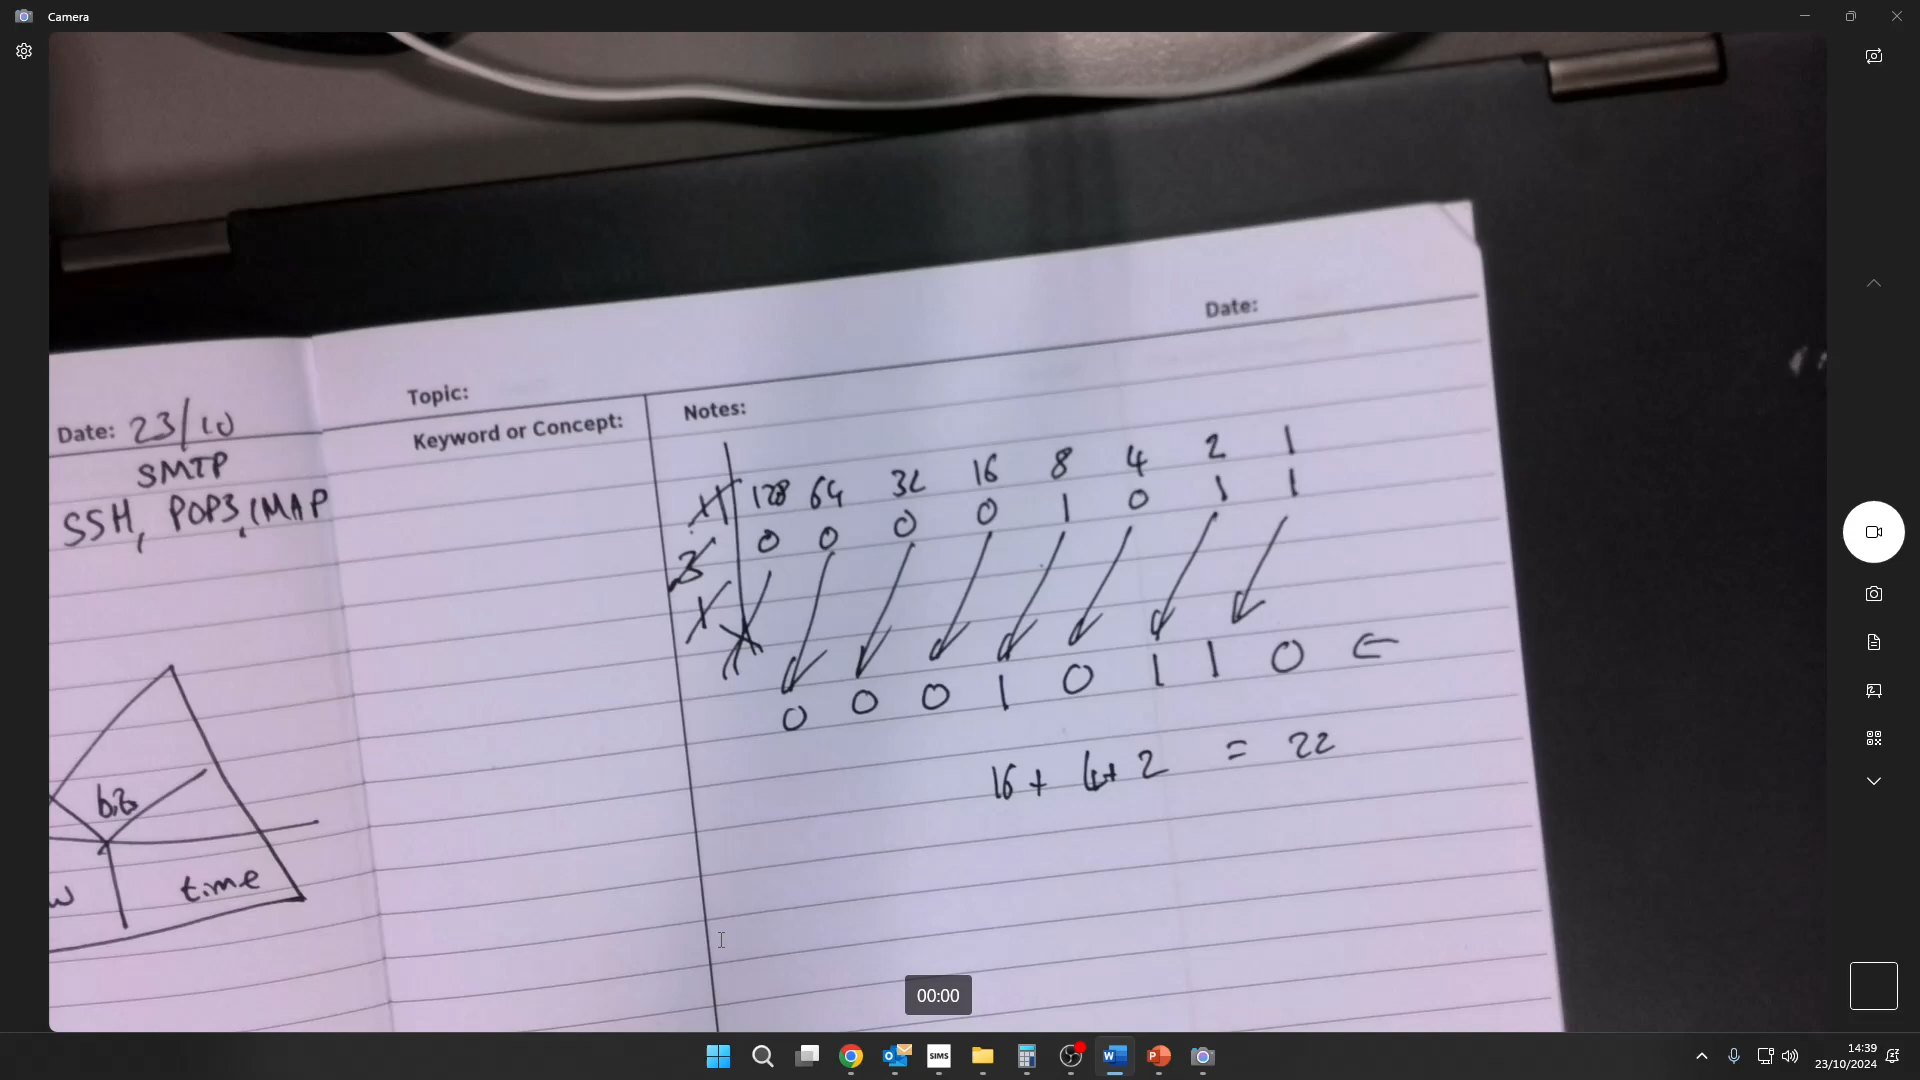 Camera
Date:
Date: 23/10
Topic:
Keyword or Concept:
Notes:
SMTP
SSH, POP3, IMAP
128 64 32 16 8 4 2 1
0 0 0 0 1 0 1 1
0 0 0 1 0 1 1 0 ←
16 + 4 + 2 = 22
time
00:00
SIMS
14:39
23/10/2024